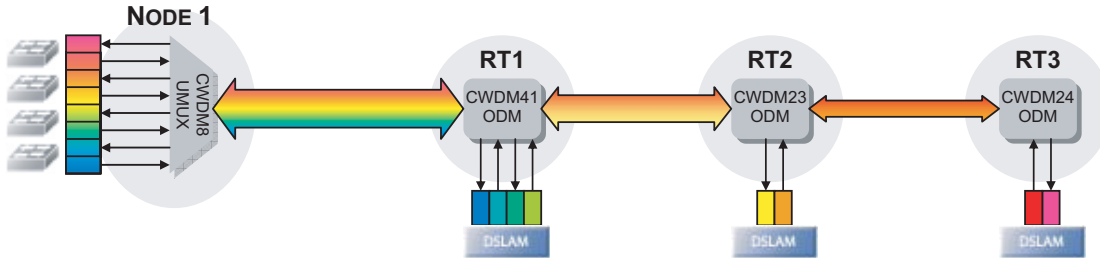 NODE 1
CWDM8
UMUX
RT1
CWDM41
ODM
DSLAM
RT2
CWDM23
ODM
DSLAM
RT3
CWDM24
ODM
DSLAM